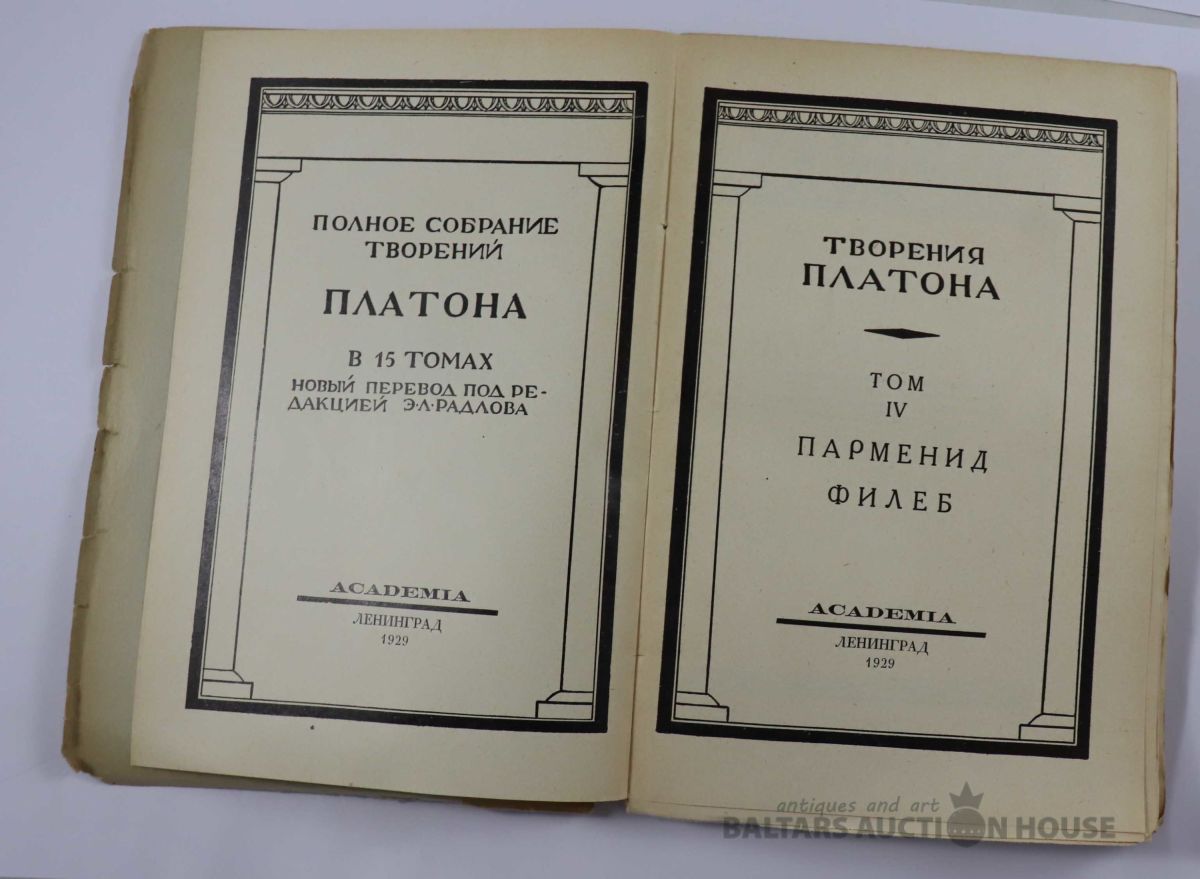 ПОЛНОЕ СОБРАНИЕ
ТВОРЕНИЙ
ПЛАТОНА
В 15 ТОМАХ
НОВЫЙ ПЕРЕВОД ПОД РЕ-
ДАКЦИЕЙ Э.Л.РАДЛОВА
ACADEMIA
ЛЕНИНГРАД
1929
ТВОРЕНИЯ
ПЛАТОНА
ТОМ
IV
ПАРМЕНИД
ФИЛЕБ
ACADEMIA
ЛЕНИНГРАД
1929
antiques and art
BALTARS AUCTION HOUSE